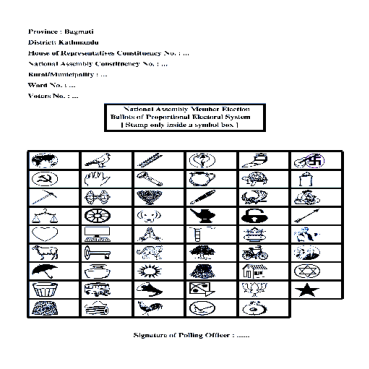 Province : Bagmati
District: Kathmandu
House of Representatives Constituency No. : ...
National Assembly Constituency No. : ...
Rural/Municipality : ...
Word No. : ...
Voters No. : ...
National Assembly Member Election
Ballots of Proportional Electoral System
[ Stamp only inside a symbol box ]
Signature of Polling Officer : ......